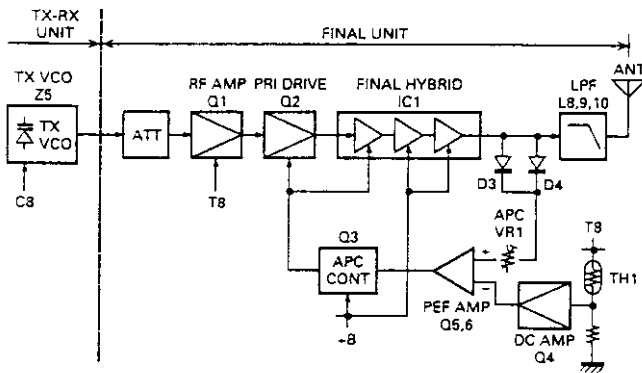 TX-RX
UNIT
FINAL UNIT
TX VCO
Z5
TX
VCO
C8
ATT
RF AMP
Q1
T8
PRI DRIVE
Q2
FINAL HYBRID
IC1
D3
D4
LPF
L8,9,10
ANT
APC
VR1
Q3
APC
CONT
+8
+
−
PEF AMP
Q5,6
DC AMP
Q4
T8
TH1